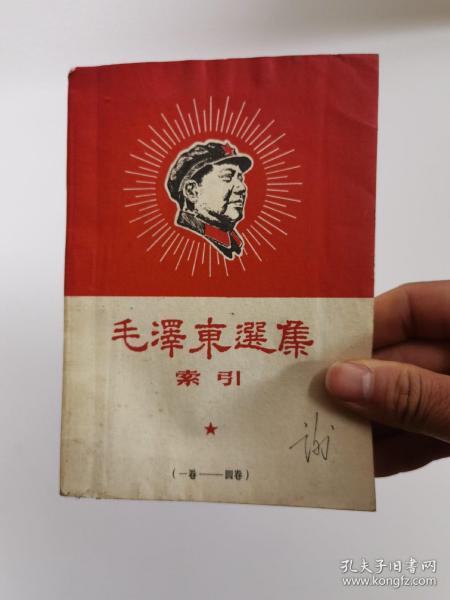 毛澤東選集
索引
謝
(一卷——四卷)
孔夫子旧书网
www.kongfz.com